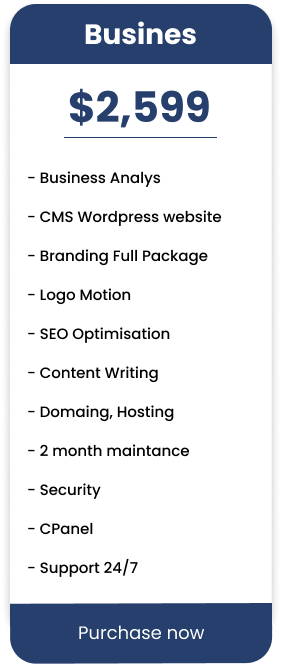 Busines
$2,599
- Business Analys
- CMS Wordpress website
- Branding Full Package
- Logo Motion
- SEO Optimisation
- Content Writing
- Domaing, Hosting
- 2 month maintance
- Security
- CPanel
- Support 24/7
Purchase now